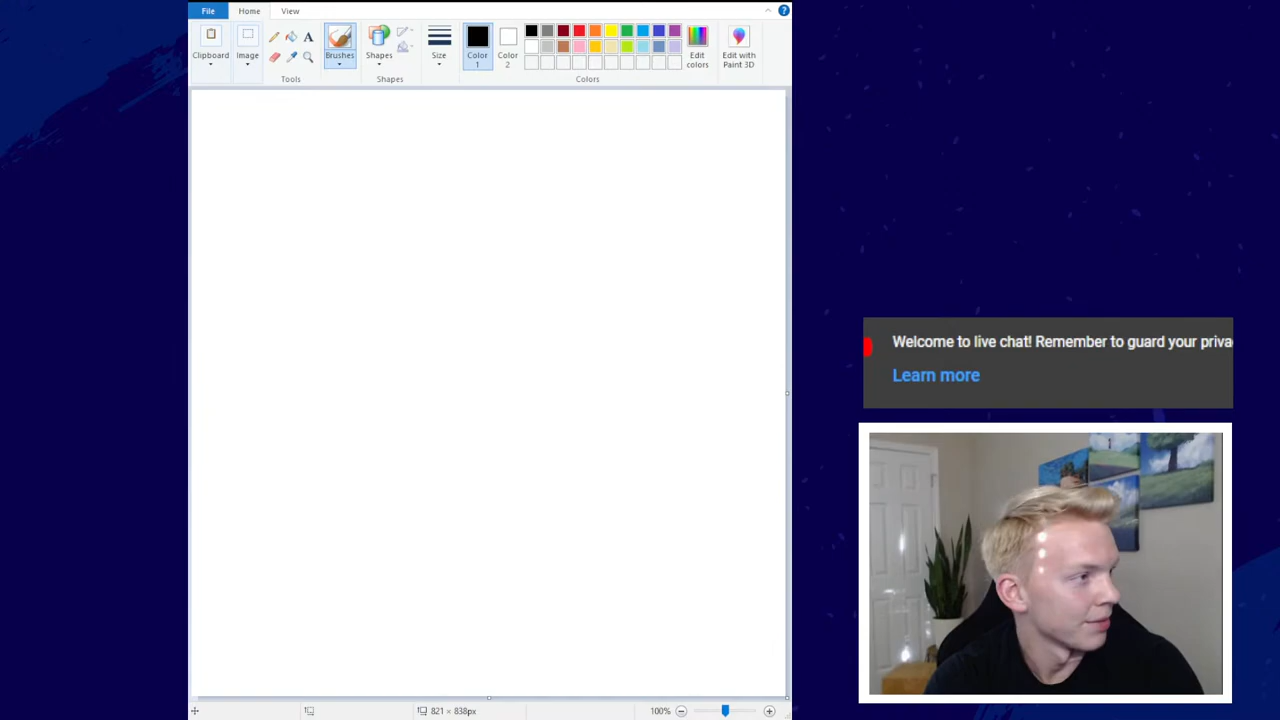 File Home View
Clipboard Image Brushes Shapes Size Color 1 Color 2 Edit colors Edit with Paint 3D
Tools Shapes Colors
Welcome to live chat! Remember to guard your priva
Learn more
821 × 838px 100%